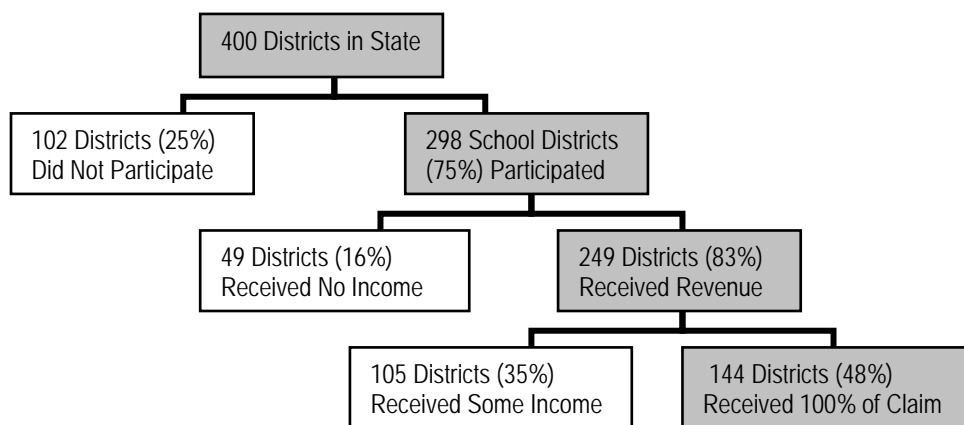 400 Districts in State
102 Districts (25%)
Did Not Participate
298 School Districts
(75%) Participated
49 Districts (16%)
Received No Income
249 Districts (83%)
Received Revenue
105 Districts (35%)
Received Some Income
144 Districts (48%)
Received 100% of Claim